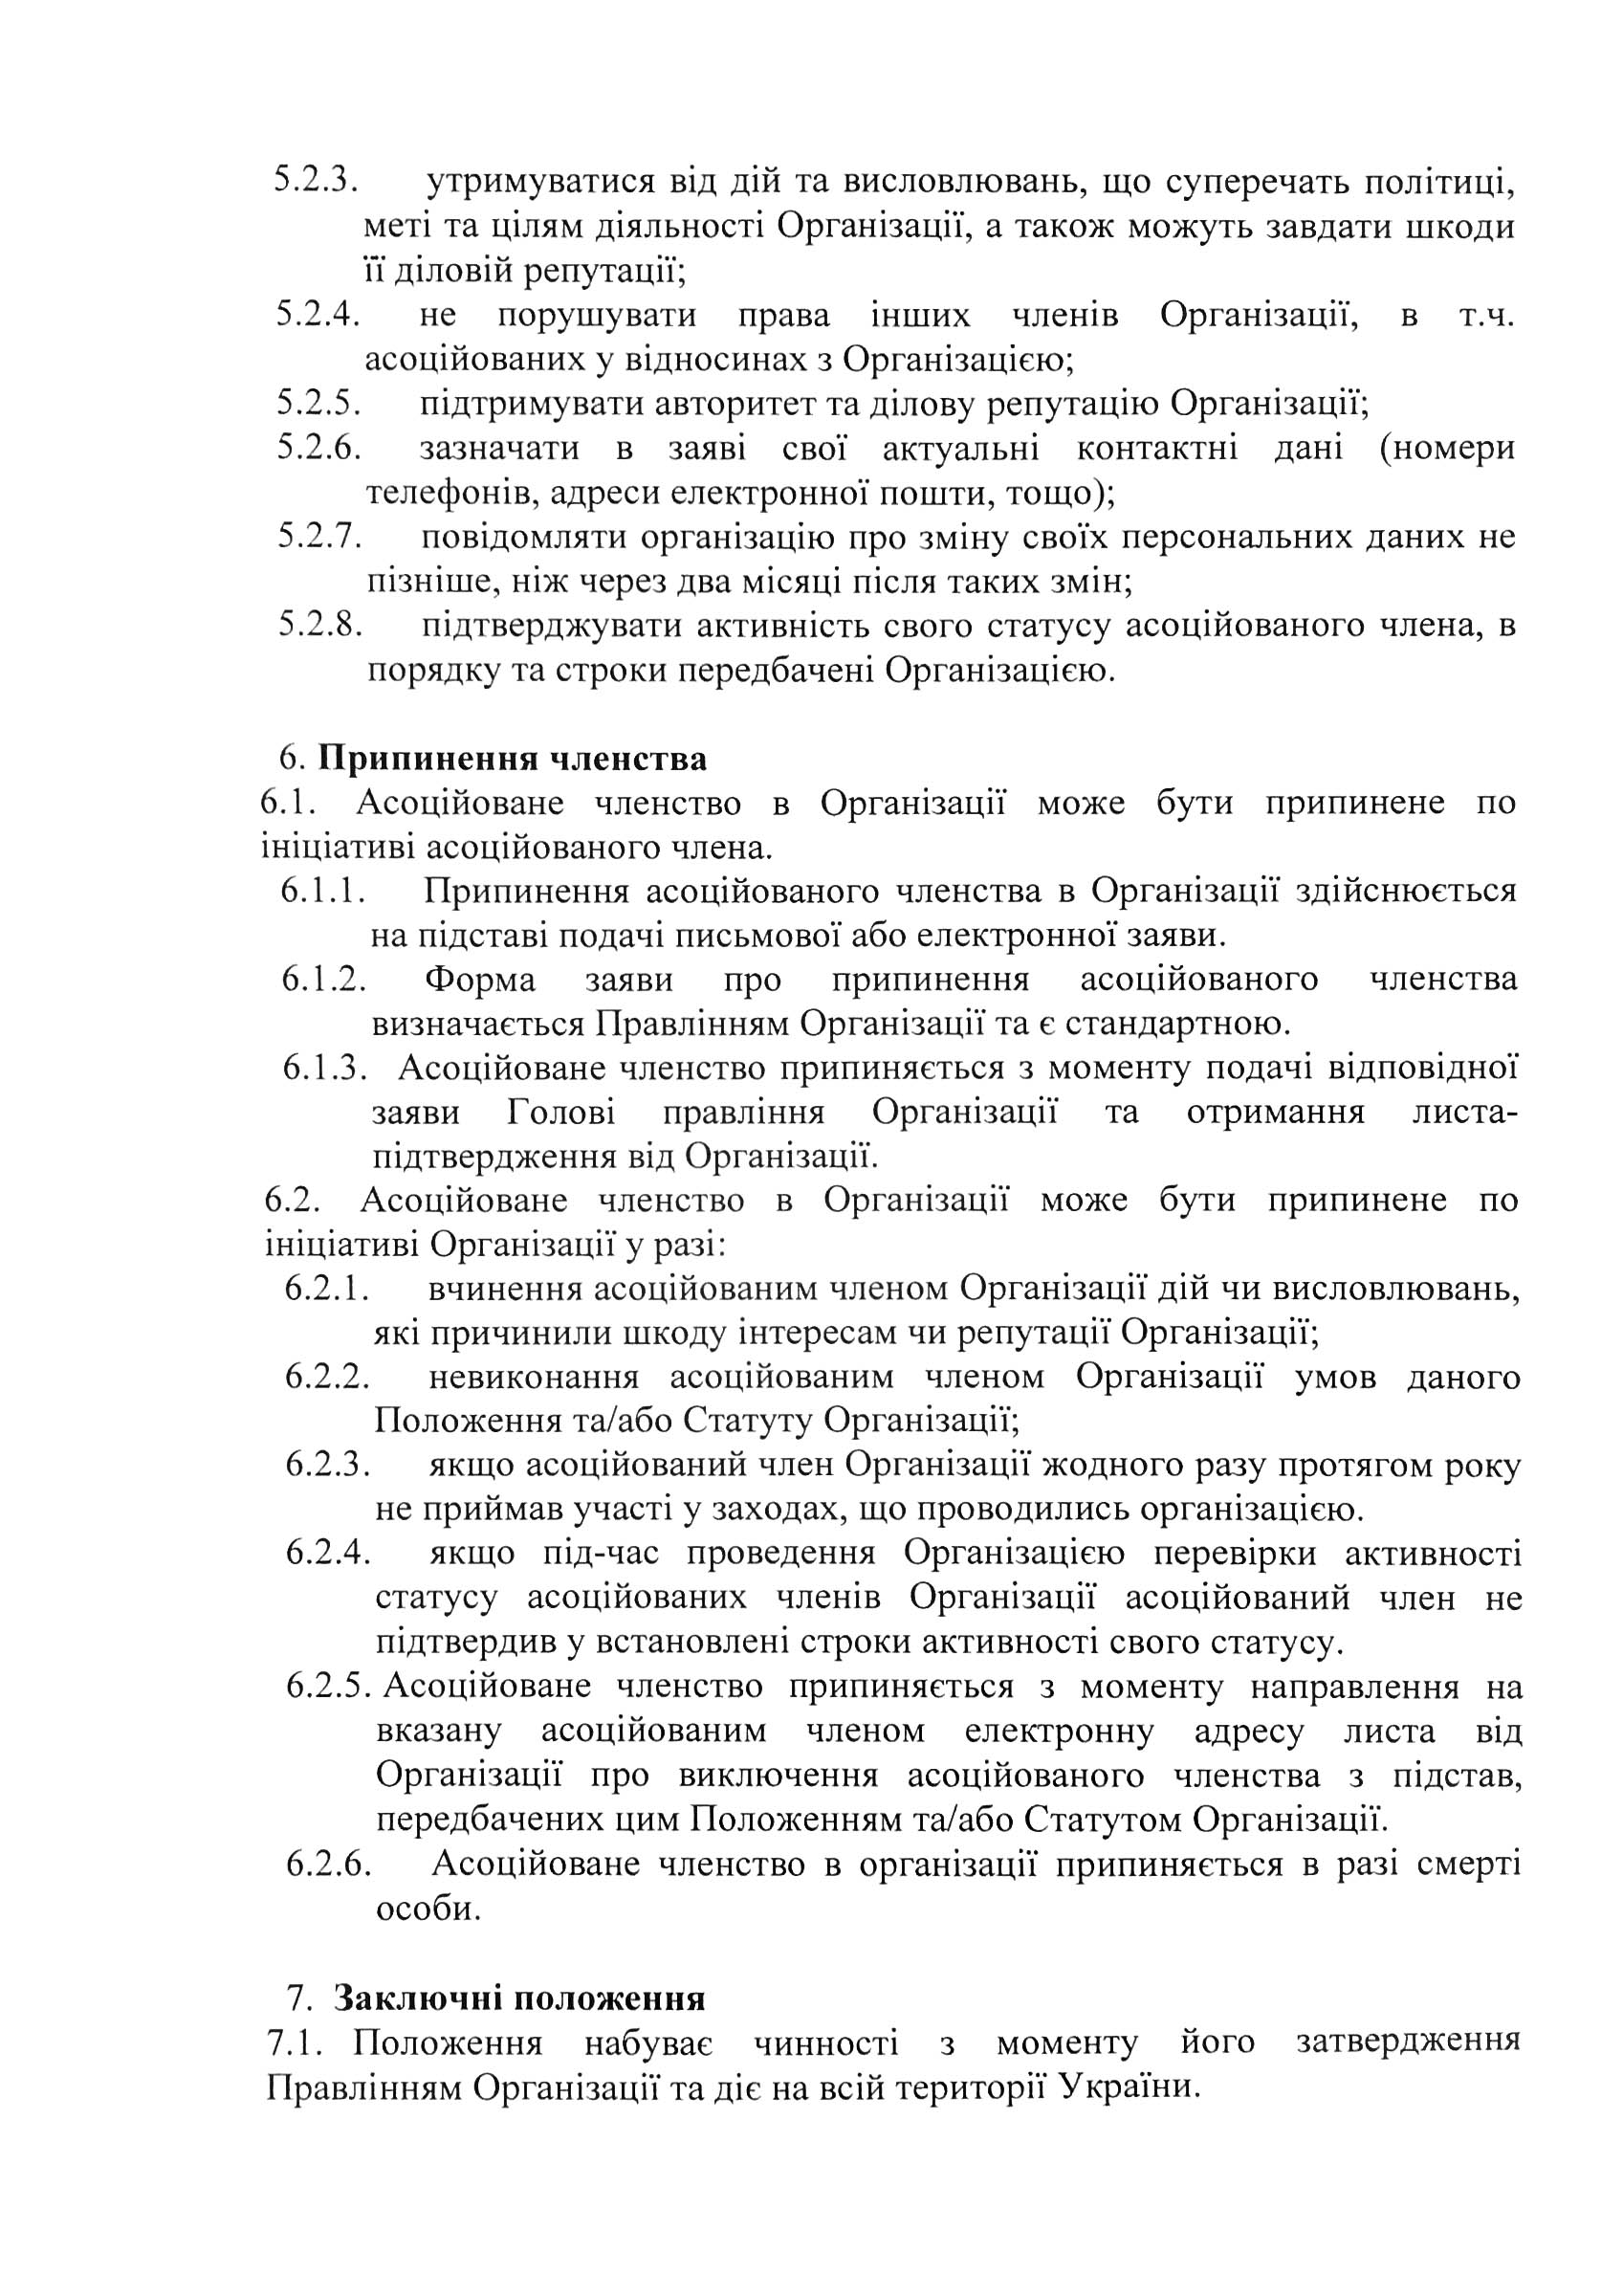 5.2.3. утримуватися від дій та висловлювань, що суперечать політиці,
меті та цілям діяльності Організації, а також можуть завдати шкоди
її діловій репутації;
5.2.4. не порушувати права інших членів Організації, в т.ч.
асоційованих у відносинах з Організацією;
5.2.5. підтримувати авторитет та ділову репутацію Організації;
5.2.6. зазначати в заяві свої актуальні контактні дані (номери
телефонів, адреси електронної пошти, тощо);
5.2.7. повідомляти організацію про зміну своїх персональних даних не
пізніше, ніж через два місяці після таких змін;
5.2.8. підтверджувати активність свого статусу асоційованого члена, в
порядку та строки передбачені Організацією.
6. Припинення членства
6.1. Асоційоване членство в Організації може бути припинене по
ініціативі асоційованого члена.
6.1.1. Припинення асоційованого членства в Організації здійснюється
на підставі подачі письмової або електронної заяви.
6.1.2. Форма заяви про припинення асоційованого членства
визначається Правлінням Організації та є стандартною.
6.1.3. Асоційоване членство припиняється з моменту подачі відповідної
заяви Голові правління Організації та отримання листа-
підтвердження від Організації.
6.2. Асоційоване членство в Організації може бути припинене по
ініціативі Організації у разі:
6.2.1. вчинення асоційованим членом Організації дій чи висловлювань,
які причинили шкоду інтересам чи репутації Організації;
6.2.2. невиконання асоційованим членом Організації умов даного
Положення та/або Статуту Організації;
6.2.3. якщо асоційований член Організації жодного разу протягом року
не приймав участі у заходах, що проводились організацією.
6.2.4. якщо під-час проведення Організацією перевірки активності
статусу асоційованих членів Організації асоційований член не
підтвердив у встановлені строки активності свого статусу.
6.2.5. Асоційоване членство припиняється з моменту направлення на
вказану асоційованим членом електронну адресу листа від
Організації про виключення асоційованого членства з підстав,
передбачених цим Положенням та/або Статутом Організації.
6.2.6. Асоційоване членство в організації припиняється в разі смерті
особи.
7. Заключні положення
7.1. Положення набуває чинності з моменту його затвердження
Правлінням Організації та діє на всій території України.